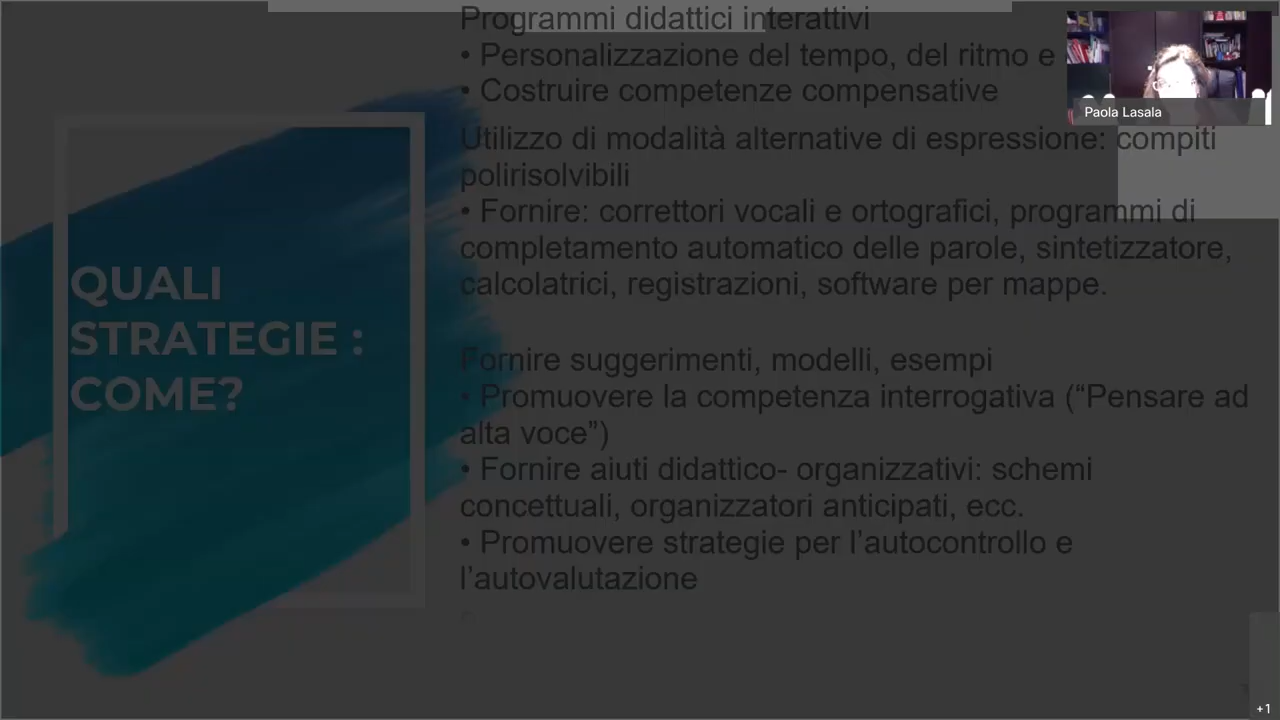 Programmi didattici interattivi
• Personalizzazione del tempo, del ritmo e
• Costruire competenze compensative
Utilizzo di modalità alternative di espressione: compiti
polirisolvibili
• Fornire: correttori vocali e ortografici, programmi di
completamento automatico delle parole, sintetizzatore,
calcolatrici, registrazioni, software per mappe.
Fornire suggerimenti, modelli, esempi
• Promuovere la competenza interrogativa (“Pensare ad
alta voce”)
• Fornire aiuti didattico- organizzativi: schemi
concettuali, organizzatori anticipati, ecc.
• Promuovere strategie per l’autocontrollo e
l’autovalutazione
QUALI
STRATEGIE :
COME?
Paola Lasala
+1